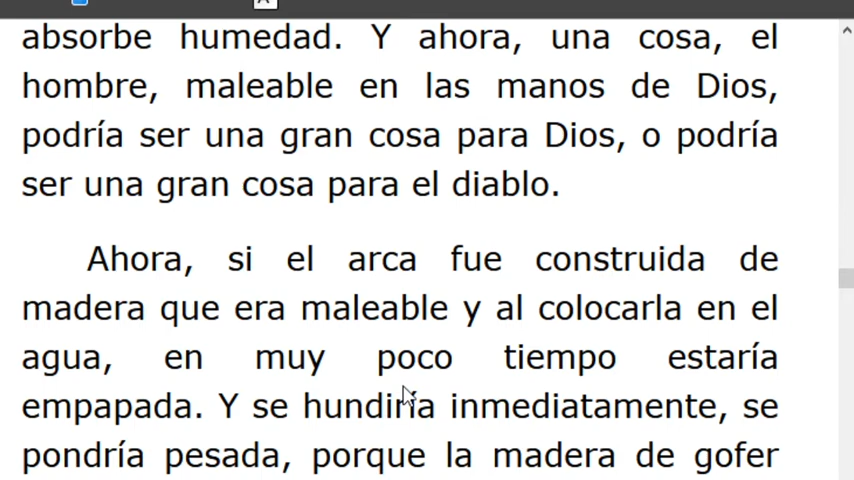 absorbe humedad. Y ahora, una cosa, el
hombre, maleable en las manos de Dios,
podría ser una gran cosa para Dios, o podría
ser una gran cosa para el diablo.
Ahora, si el arca fue construida de
madera que era maleable y al colocarla en el
agua, en muy poco tiempo estaría
empapada. Y se hundiría inmediatamente, se
pondría pesada, porque la madera de gofer